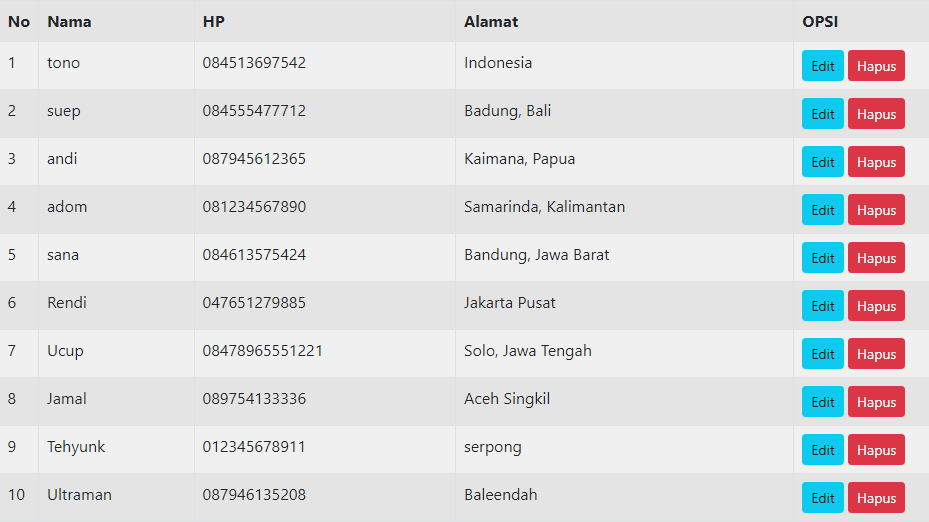 No Nama HP Alamat OPSI
1 tono 084513697542 Indonesia Edit Hapus
2 suep 084555477712 Badung, Bali Edit Hapus
3 andi 087945612365 Kaimana, Papua Edit Hapus
4 adom 081234567890 Samarinda, Kalimantan Edit Hapus
5 sana 084613575424 Bandung, Jawa Barat Edit Hapus
6 Rendi 047651279885 Jakarta Pusat Edit Hapus
7 Ucup 08478965551221 Solo, Jawa Tengah Edit Hapus
8 Jamal 089754133336 Aceh Singkil Edit Hapus
9 Tehyunk 012345678911 serpong Edit Hapus
10 Ultraman 087946135208 Baleendah Edit Hapus